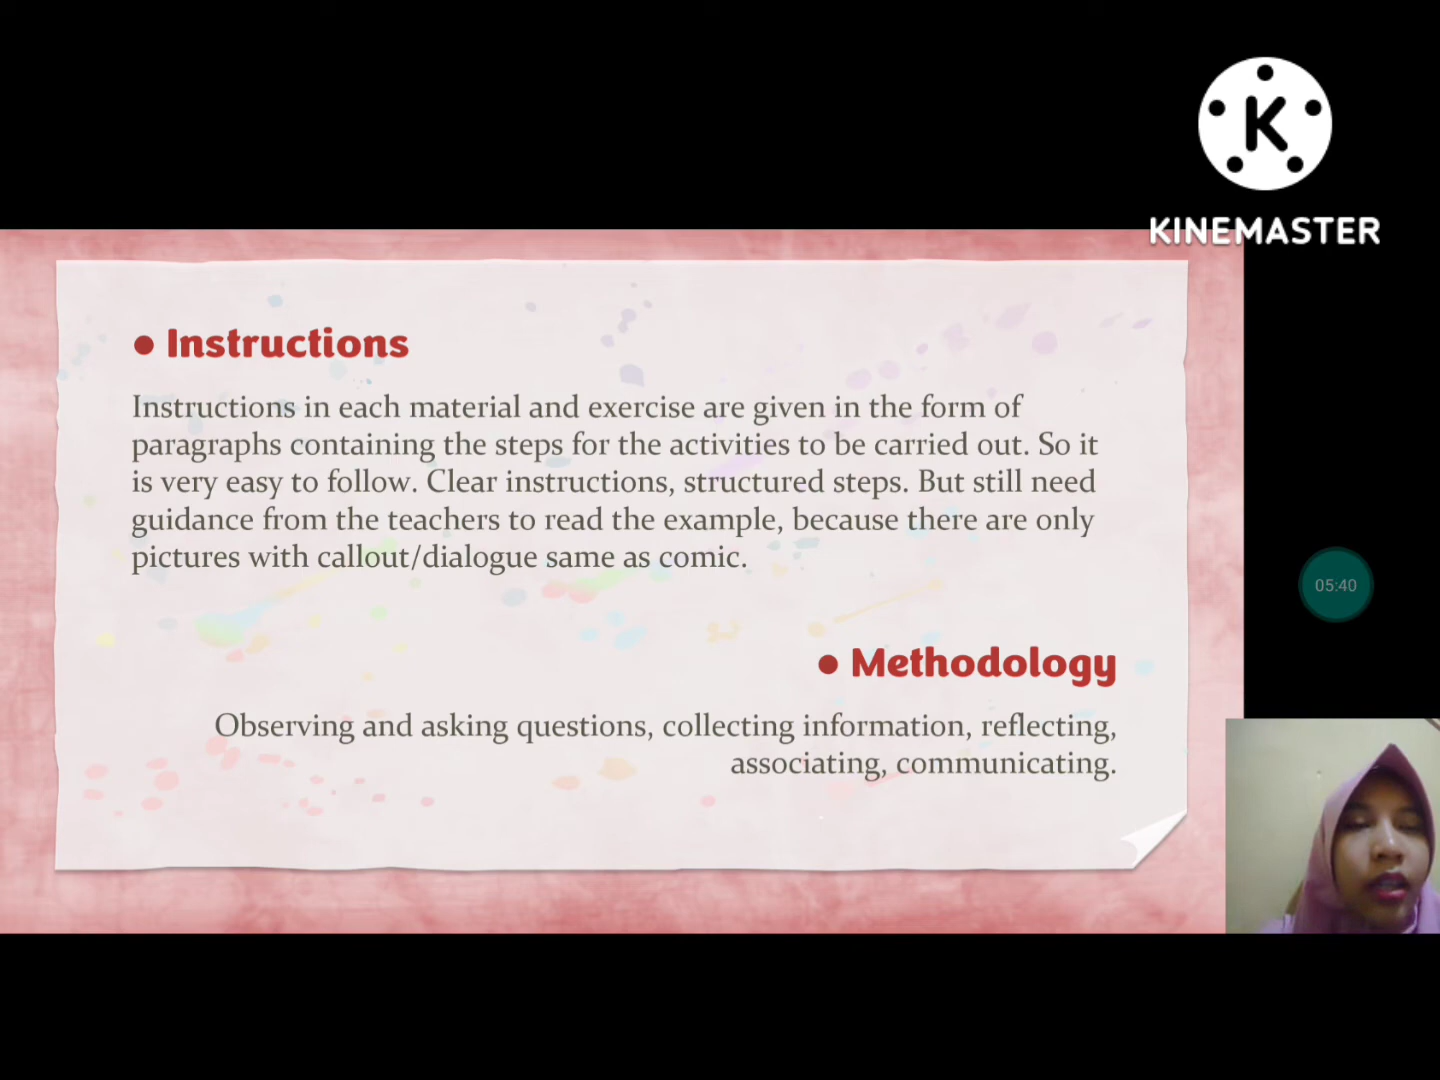 K
KINEMASTER
• Instructions
Instructions in each material and exercise are given in the form of
paragraphs containing the steps for the activities to be carried out. So it
is very easy to follow. Clear instructions, structured steps. But still need
guidance from the teachers to read the example, because there are only
pictures with callout/dialogue same as comic.
05:40
• Methodology
Observing and asking questions, collecting information, reflecting,
associating, communicating.